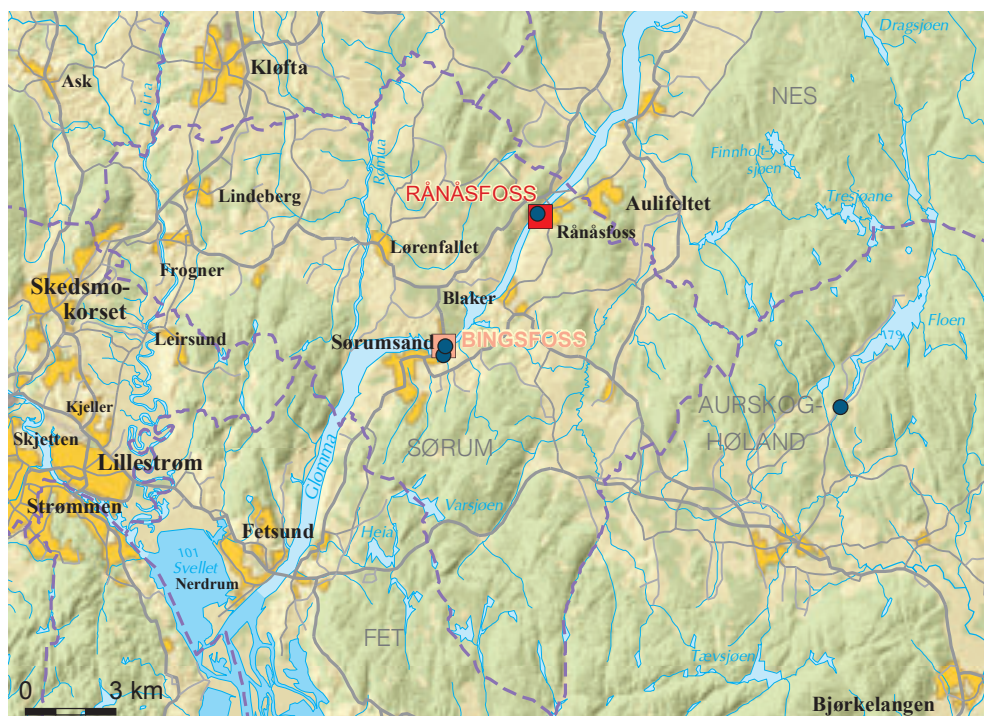 Dragsjøen
Kløfta
Ask
NES
Leira
Romua
Finnholt-
sjøen
Lindeberg
RÅNÅSFOSS
Tresjoane
Aulifeltet
Rånåsfoss
Lørenfallet
Frogner
Skedsmo-
korset
Blaker
Floen
179
Leirsund
Sørumsand
BINGSFOSS
Kjeller
AURSKOG-
HØLAND
Skjetten
SØRUM
Lillestrøm
Glomma
Strømmen
Varsjøen
Fetsund
Heia
101
Svellet
Nerdrum
FET
Tævsjøen
0 3 km
Bjørkelangen